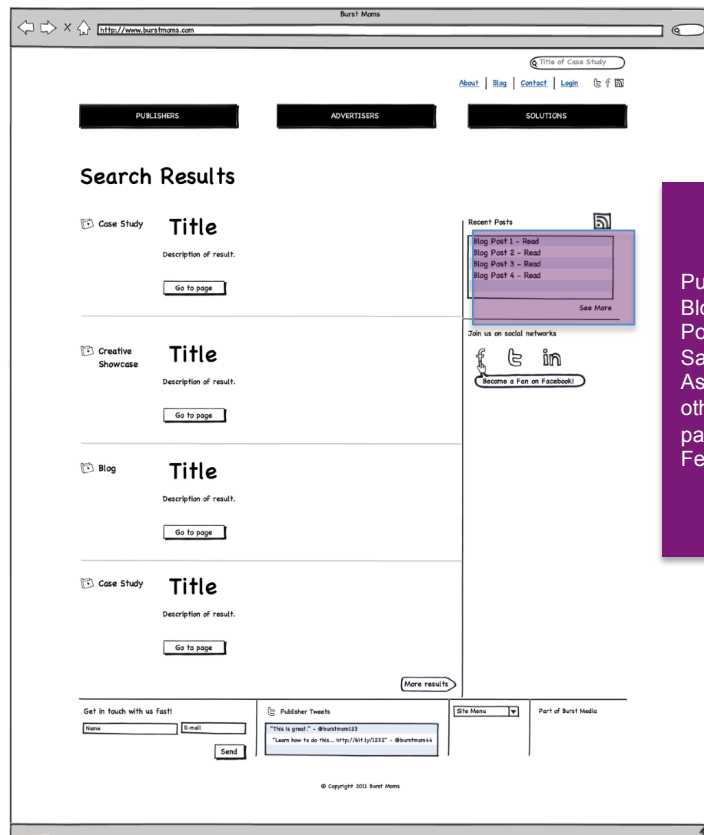 Burst Moms
http://www.burstmoms.com
Title of Case Study
About | Blog | Contact | Login
PUBLISHERS
ADVERTISERS
SOLUTIONS
Search Results
Case Study
Title
Description of result.
Go to page
Creative
Showcase
Title
Description of result.
Go to page
Blog
Title
Description of result.
Go to page
Case Study
Title
Description of result.
Go to page
More results
Recent Posts
Blog Post 1 - Read
Blog Post 2 - Read
Blog Post 3 - Read
Blog Post 4 - Read
See More
Join us on social networks
Become a Fan on Facebook!
Get in touch with us fast!
Name
E-mail
Send
Publisher Tweets
"This is great." - @burstmom123
"Learn how to do this... http://bit.ly/1232" - @burstmom44
Site Menu
Part of Burst Media
© Copyright 2011 Burst Moms